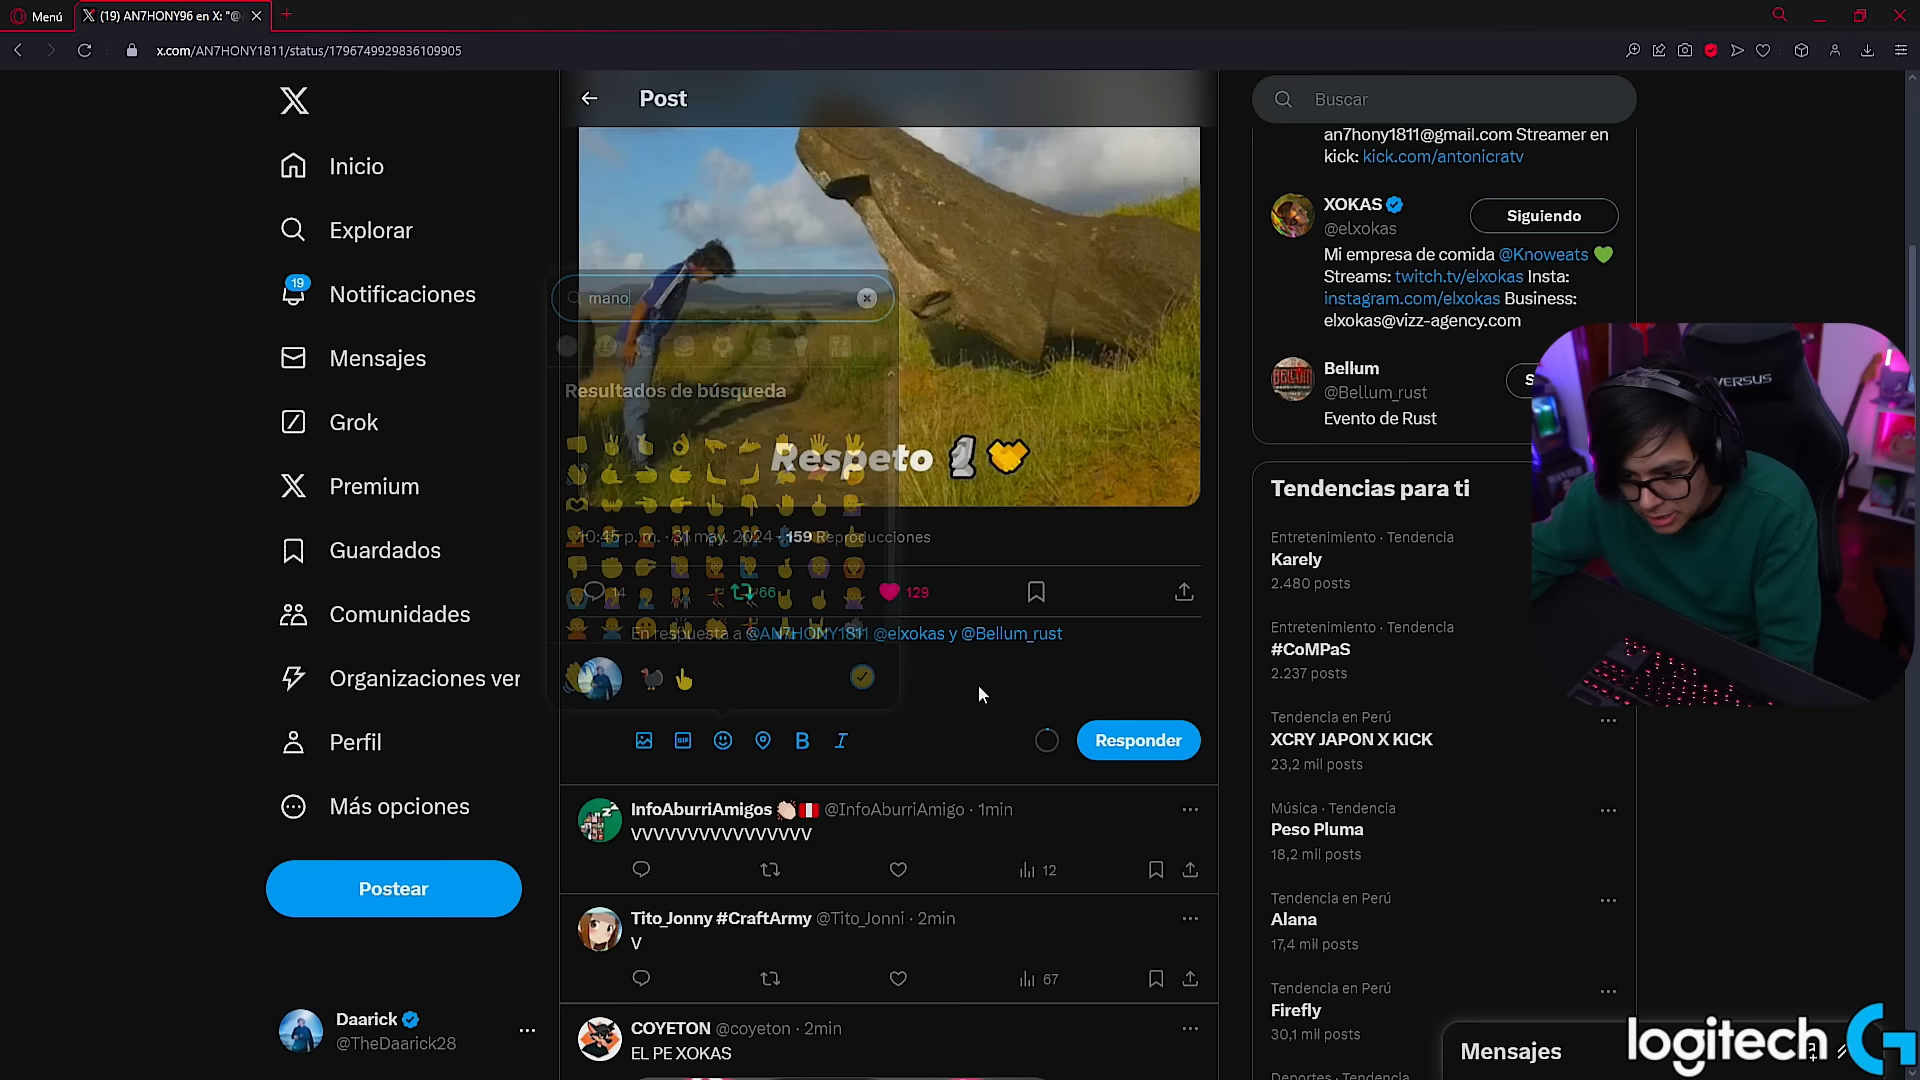 Menú
(19) AN7HONY96 en X: "@
x.com/AN7HONY1811/status/1796749929836109905
Inicio
Explorar
19
Notificaciones
Mensajes
Grok
Premium
Guardados
Comunidades
Organizaciones ver
Perfil
Más opciones
Postear
Daarick
@TheDaarick28
Post
mano
Resultados de búsqueda
Respeto
10:45 p. m. · 31 may. 2024 · 159 Reproducciones
14
66
129
En respuesta a @AN7HONY1811 @elxokas y @Bellum_rust
GIF
B I
Responder
InfoAburriAmigos @InfoAburriAmigo · 1min
VVVVVVVVVVVVVVVV
12
Tito_Jonny #CraftArmy @Tito_Jonni · 2min
V
67
COYETON @coyeton · 2min
EL PE XOKAS
Buscar
an7hony1811@gmail.com Streamer en
kick: kick.com/antonicratv
XOKAS
@elxokas
Siguiendo
Mi empresa de comida @Knoweats
Streams: twitch.tv/elxokas Insta:
instagram.com/elxokas Business:
elxokas@vizz-agency.com
Bellum
@Bellum_rust
S
Evento de Rust
Tendencias para ti
Entretenimiento · Tendencia
Karely
2.480 posts
Entretenimiento · Tendencia
#CoMPaS
2.237 posts
Tendencia en Perú
XCRY JAPON X KICK
23,2 mil posts
Música · Tendencia
Peso Pluma
18,2 mil posts
Tendencia en Perú
Alana
17,4 mil posts
Tendencia en Perú
Firefly
30,1 mil posts
Deportes · Tendencia
Mensajes
VERSUS
logitech G